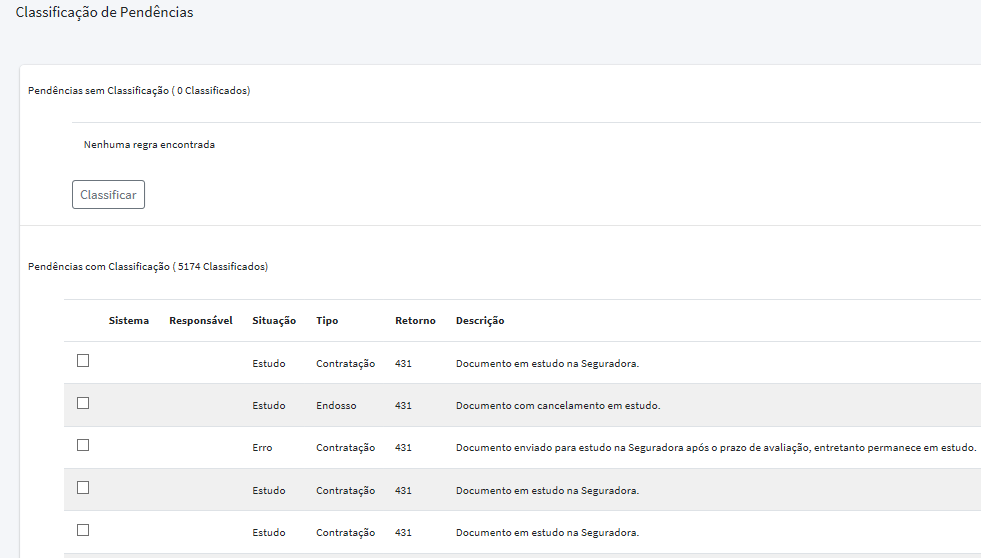 Classificação de Pendências
Pendências sem Classificação ( 0 Classificados)
Nenhuma regra encontrada
Classificar
Pendências com Classificação ( 5174 Classificados)
Sistema Responsável Situação Tipo Retorno Descrição
Estudo Contratação 431 Documento em estudo na Seguradora.
Estudo Endosso 431 Documento com cancelamento em estudo.
Erro Contratação 431 Documento enviado para estudo na Seguradora após o prazo de avaliação, entretanto permanece em estudo.
Estudo Contratação 431 Documento em estudo na Seguradora.
Estudo Contratação 431 Documento em estudo na Seguradora.